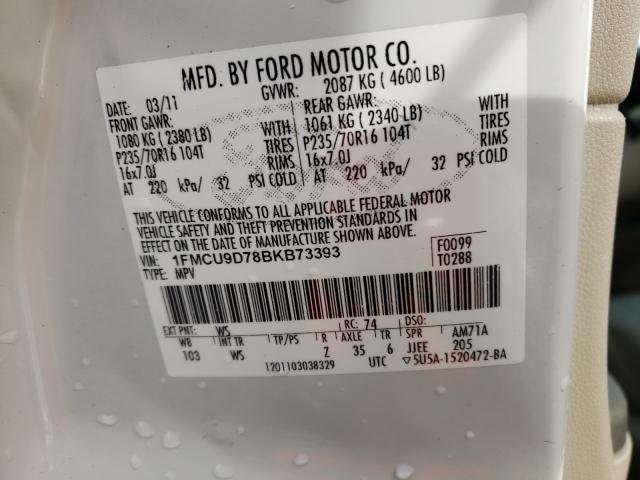 MFD. BY FORD MOTOR CO.
DATE: 03/11 GVWR: 2087 KG ( 4600 LB)
FRONT GAWR: REAR GAWR:
1080 KG ( 2380 LB) WITH 1061 KG ( 2340 LB) WITH
P235/70R16 104T TIRES P235/70R16 104T TIRES
16x7.0J RIMS 16x7.0J RIMS
AT 220 kPa/ 32 PSI COLD AT 220 kPa/ 32 PSI COLD
THIS VEHICLE CONFORMS TO ALL APPLICABLE FEDERAL MOTOR
VEHICLE SAFETY AND THEFT PREVENTION STANDARDS IN
EFFECT ON THE DATE OF MANUFACTURE SHOWN ABOVE.
VIN: 1FMCU9D78BKB73393 F0099
TYPE: MPV T0288
EXT PNT: WS RC: 74 DSO:
WB INT TR TP/PS R AXLE TR SPR AM71A
103 WS Z 35 6 JJEE 205
1201103038329 UTC ▽5U5A-1520472-BA